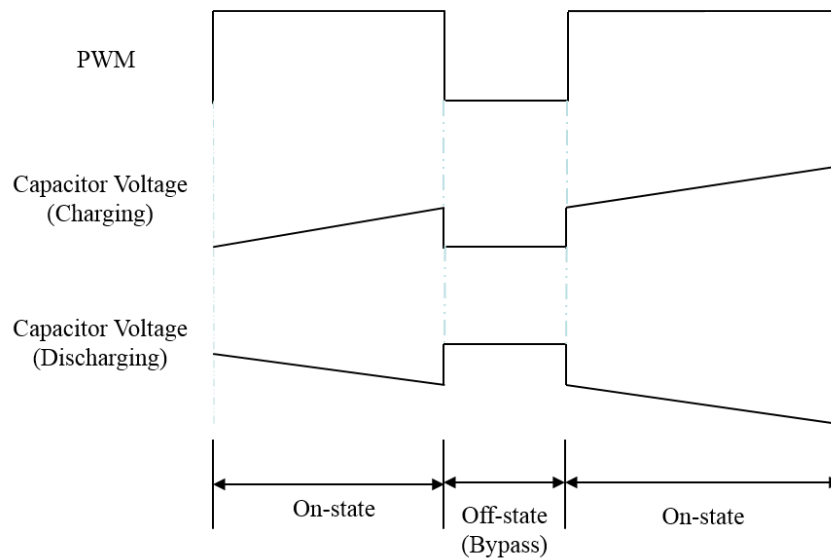 PWM
Capacitor Voltage
(Charging)
Capacitor Voltage
(Discharging)
On-state
Off-state
(Bypass)
On-state